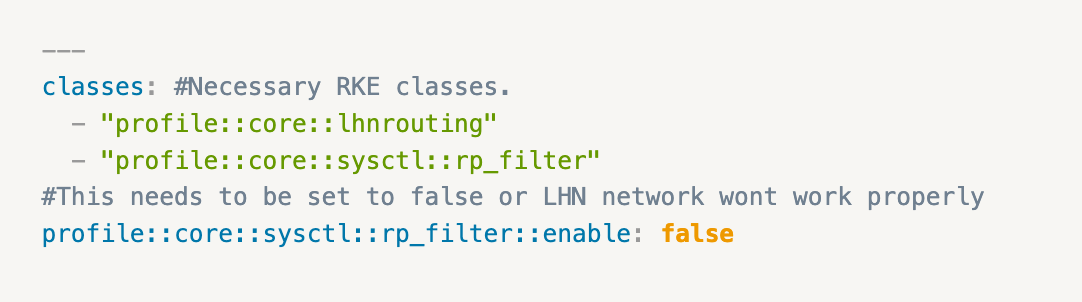 ---
classes: #Necessary RKE classes.
  - "profile::core::lhnrouting"
  - "profile::core::sysctl::rp_filter"
#This needs to be set to false or LHN network wont work properly
profile::core::sysctl::rp_filter::enable: false